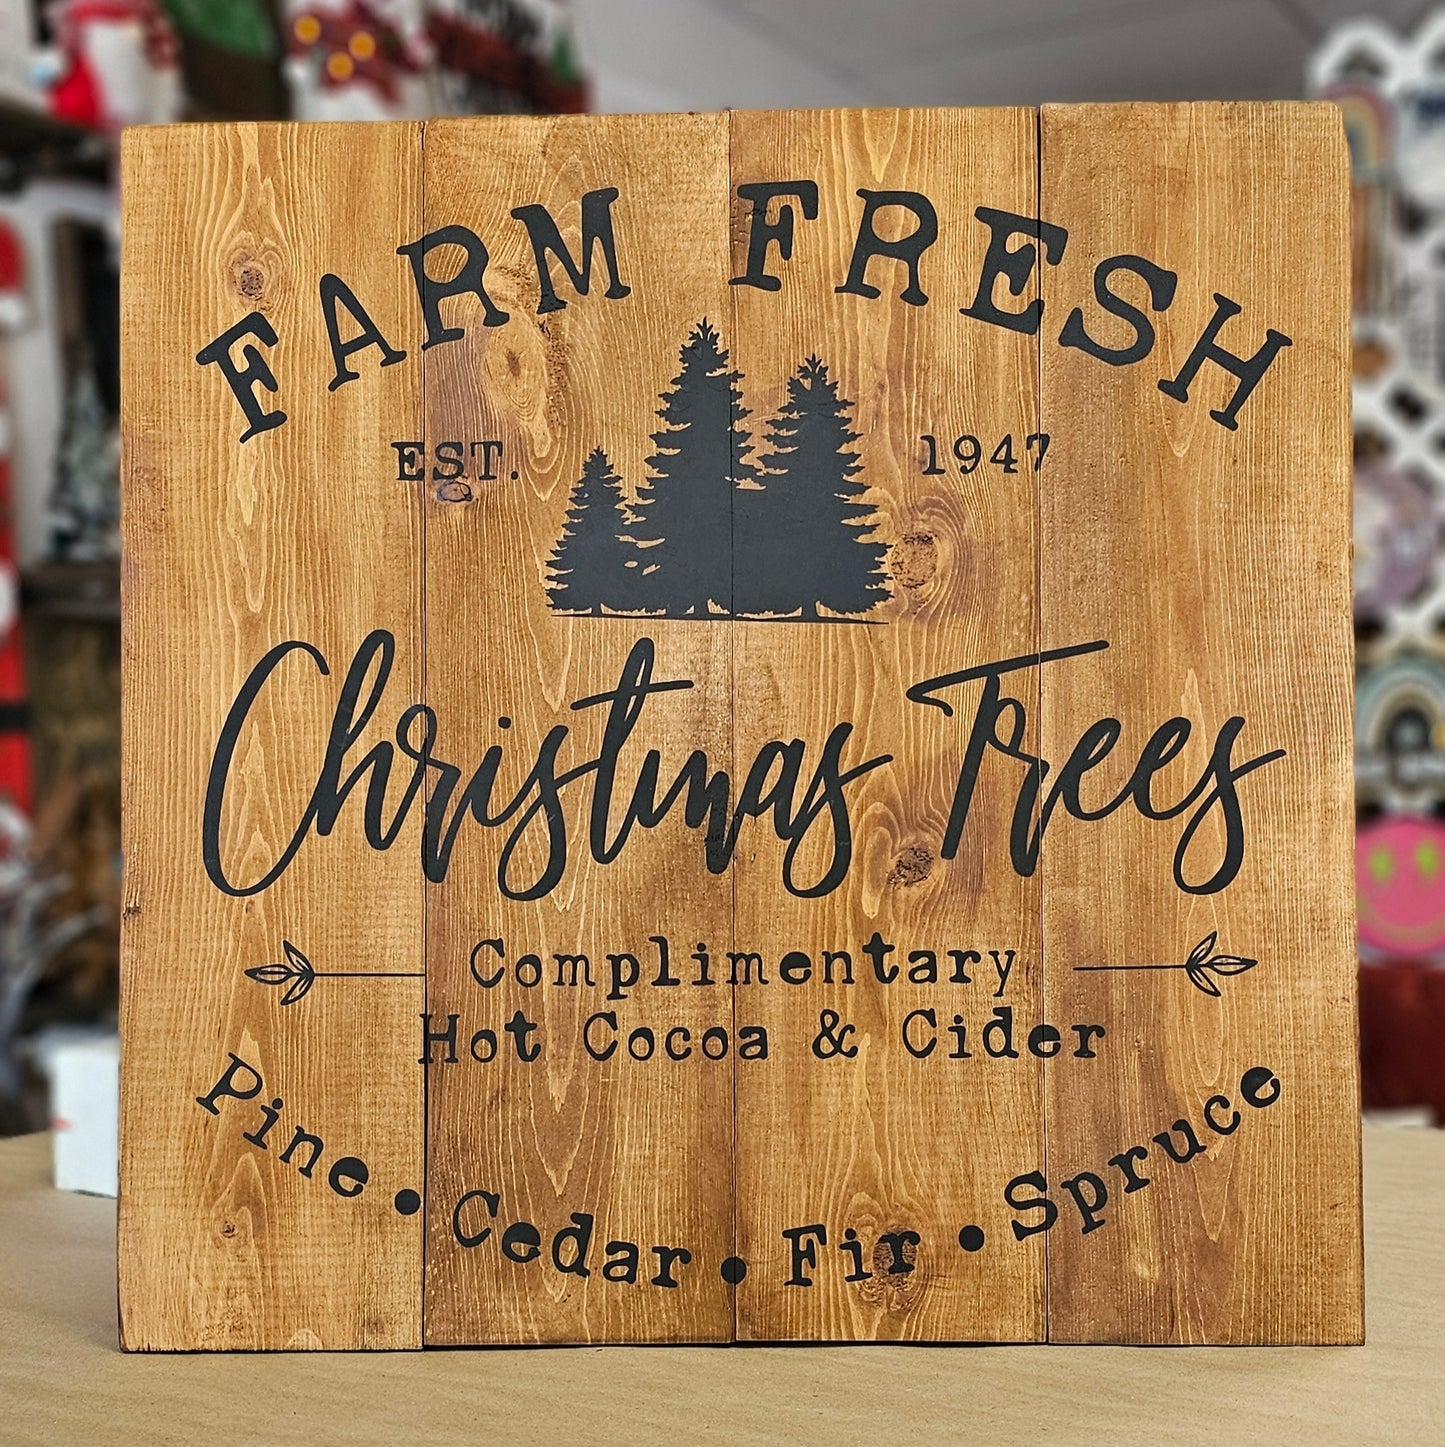 FARM FRESH
EST. 1947
Christmas Trees
Complimentary
Hot Cocoa & Cider
Pine • Cedar • Fir • Spruce